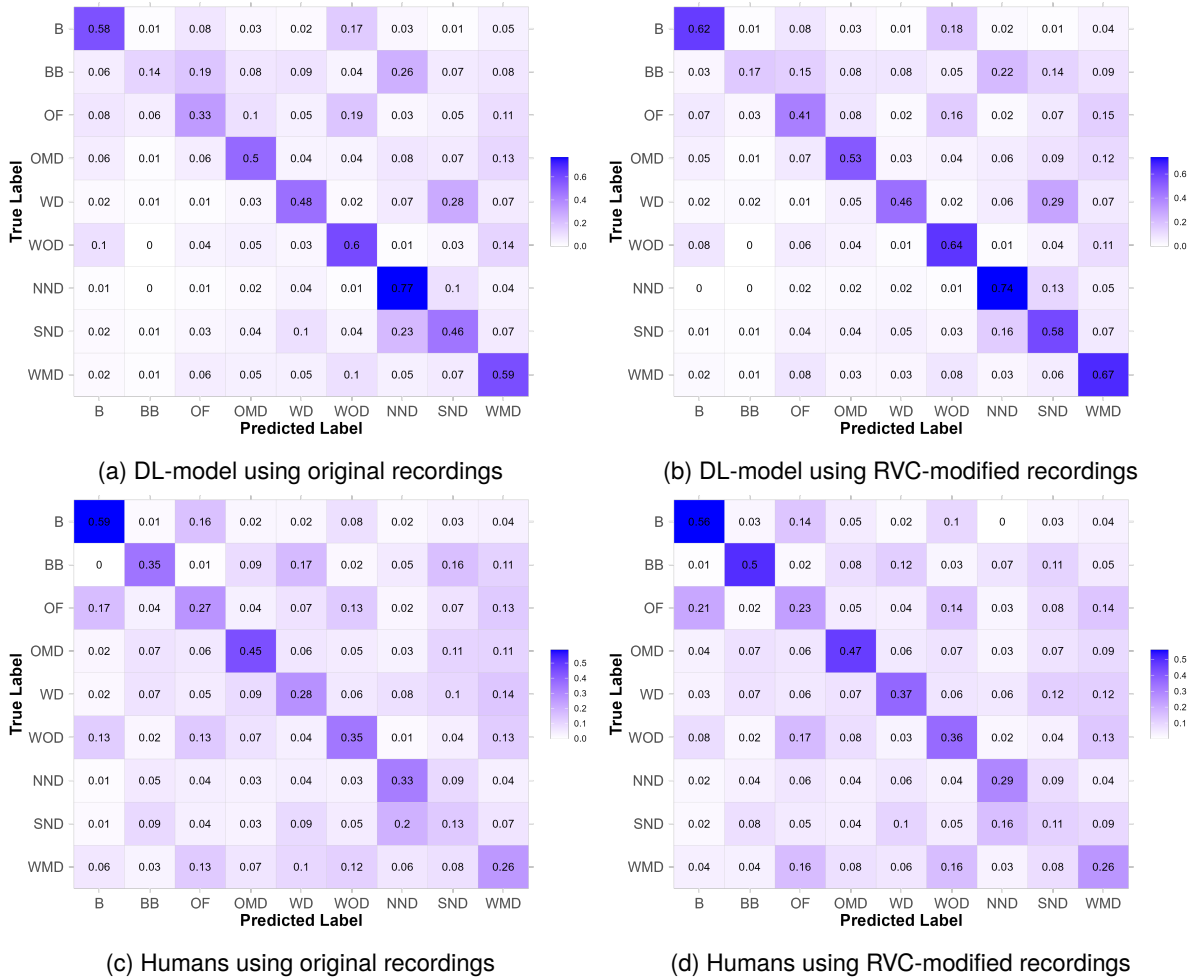 B 0.58 0.01 0.08 0.03 0.02 0.17 0.03 0.01 0.05
BB 0.06 0.14 0.19 0.08 0.09 0.04 0.26 0.07 0.08
OF 0.08 0.06 0.33 0.1 0.05 0.19 0.03 0.05 0.11
OMD 0.06 0.01 0.06 0.5 0.04 0.04 0.08 0.07 0.13
WD 0.02 0.01 0.01 0.03 0.48 0.02 0.07 0.28 0.07
WOD 0.1 0 0.04 0.05 0.03 0.6 0.01 0.03 0.14
NND 0.01 0 0.01 0.02 0.04 0.01 0.77 0.1 0.04
SND 0.02 0.01 0.03 0.04 0.1 0.04 0.23 0.46 0.07
WMD 0.02 0.01 0.06 0.05 0.05 0.1 0.05 0.07 0.59
B BB OF OMD WD WOD NND SND WMD
Predicted Label
True Label
0.6
0.4
0.2
0.0
(a) DL-model using original recordings
B 0.62 0.01 0.08 0.03 0.01 0.18 0.02 0.01 0.04
BB 0.03 0.17 0.15 0.08 0.08 0.05 0.22 0.14 0.09
OF 0.07 0.03 0.41 0.08 0.02 0.16 0.02 0.07 0.15
OMD 0.05 0.01 0.07 0.53 0.03 0.04 0.06 0.09 0.12
WD 0.02 0.02 0.01 0.05 0.46 0.02 0.06 0.29 0.07
WOD 0.08 0 0.06 0.04 0.01 0.64 0.01 0.04 0.11
NND 0 0 0.02 0.02 0.02 0.01 0.74 0.13 0.05
SND 0.01 0.01 0.04 0.04 0.05 0.03 0.16 0.58 0.07
WMD 0.02 0.01 0.08 0.03 0.03 0.08 0.03 0.06 0.67
B BB OF OMD WD WOD NND SND WMD
Predicted Label
True Label
0.6
0.4
0.2
0.0
(b) DL-model using RVC-modified recordings
B 0.59 0.01 0.16 0.02 0.02 0.08 0.02 0.03 0.04
BB 0 0.35 0.01 0.09 0.17 0.02 0.05 0.16 0.11
OF 0.17 0.04 0.27 0.04 0.07 0.13 0.02 0.07 0.13
OMD 0.02 0.07 0.06 0.45 0.06 0.05 0.03 0.11 0.11
WD 0.02 0.07 0.05 0.09 0.28 0.06 0.08 0.1 0.14
WOD 0.13 0.02 0.13 0.07 0.04 0.35 0.01 0.04 0.13
NND 0.01 0.05 0.04 0.03 0.04 0.03 0.33 0.09 0.04
SND 0.01 0.09 0.04 0.03 0.09 0.05 0.2 0.13 0.07
WMD 0.06 0.03 0.13 0.07 0.1 0.12 0.06 0.08 0.26
B BB OF OMD WD WOD NND SND WMD
Predicted Label
True Label
0.5
0.4
0.3
0.2
0.1
0.0
(c) Humans using original recordings
B 0.56 0.03 0.14 0.05 0.02 0.1 0 0.03 0.04
BB 0.01 0.5 0.02 0.08 0.12 0.03 0.07 0.11 0.05
OF 0.21 0.02 0.23 0.05 0.04 0.14 0.03 0.08 0.14
OMD 0.04 0.07 0.06 0.47 0.06 0.07 0.03 0.07 0.09
WD 0.03 0.07 0.06 0.07 0.37 0.06 0.06 0.12 0.12
WOD 0.08 0.02 0.17 0.08 0.03 0.36 0.02 0.04 0.13
NND 0.02 0.04 0.06 0.04 0.06 0.04 0.29 0.09 0.04
SND 0.02 0.08 0.05 0.04 0.1 0.05 0.16 0.11 0.09
WMD 0.04 0.04 0.16 0.08 0.06 0.16 0.03 0.08 0.26
B BB OF OMD WD WOD NND SND WMD
Predicted Label
True Label
0.5
0.4
0.3
0.2
0.1
(d) Humans using RVC-modified recordings